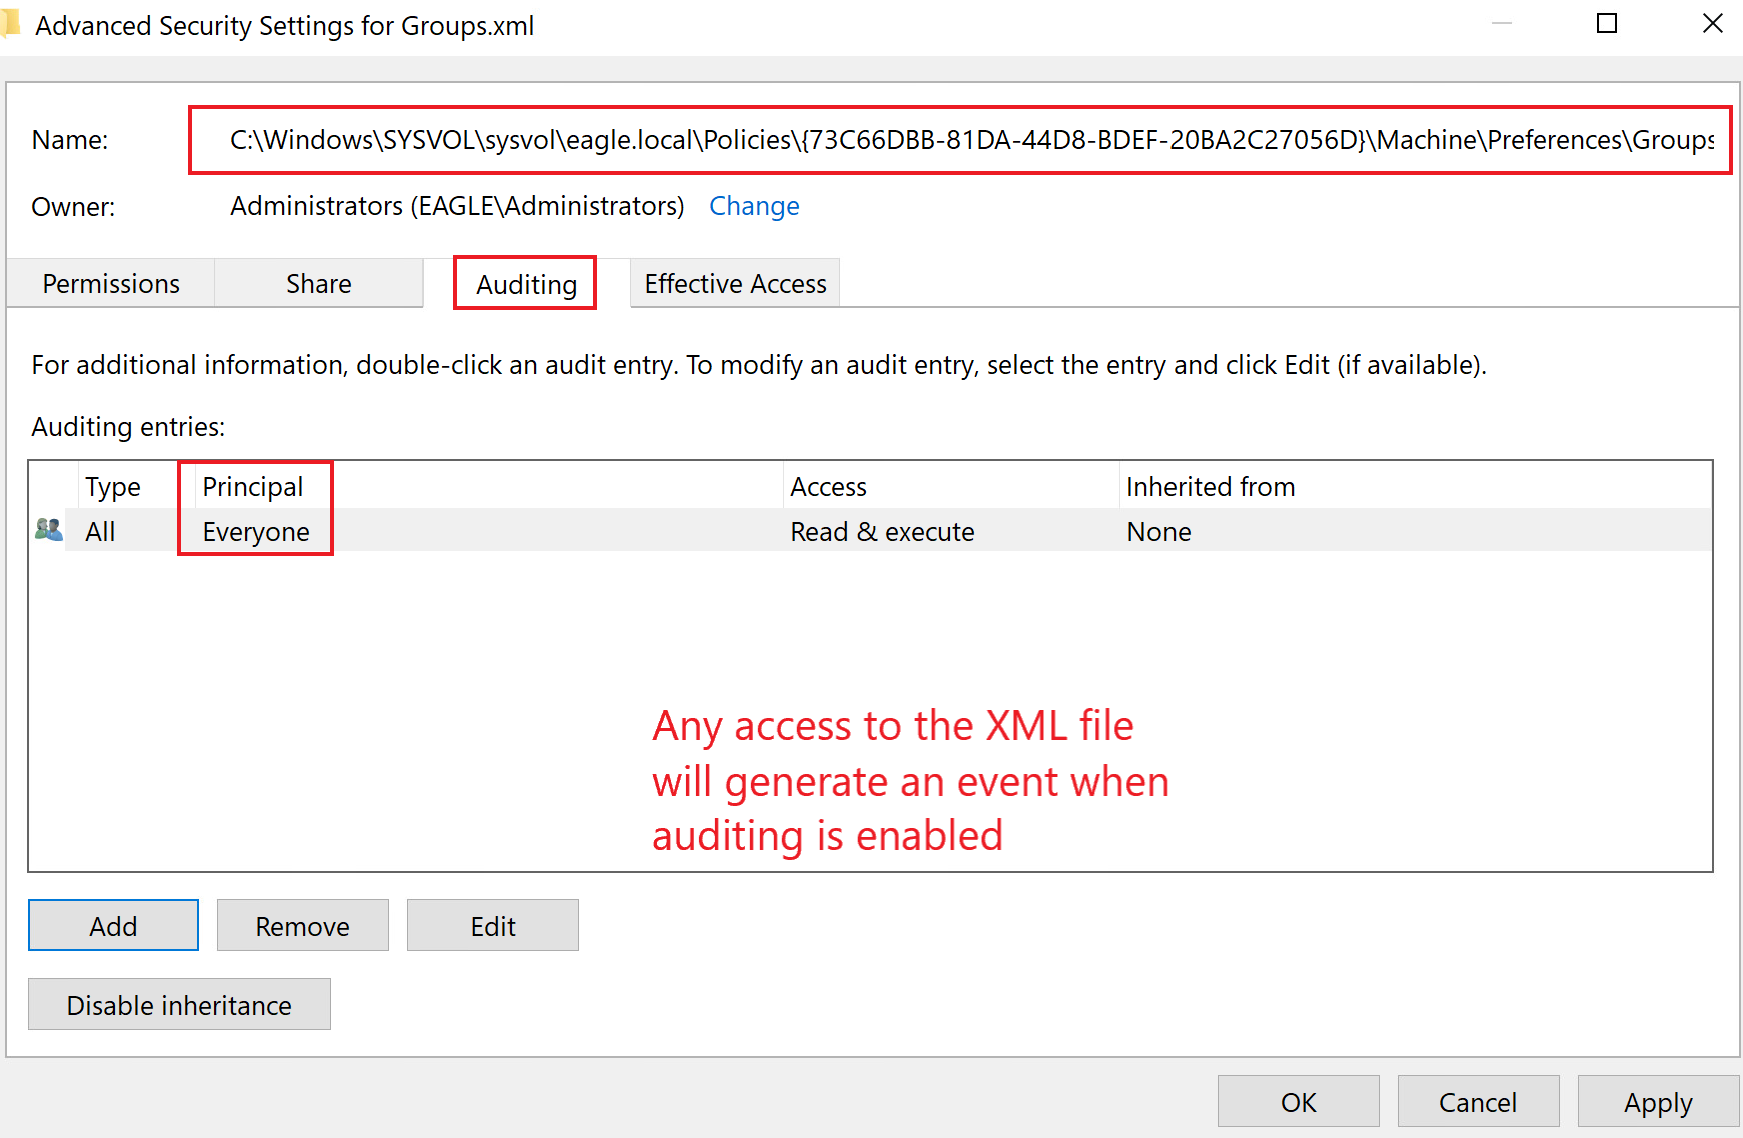 Advanced Security Settings for Groups.xml
Name: C:\Windows\SYSVOL\sysvol\eagle.local\Policies\{73C66DBB-81DA-44D8-BDEF-20BA2C27056D}\Machine\Preferences\Groups
Owner: Administrators (EAGLE\Administrators) Change
Permissions Share Auditing Effective Access
For additional information, double-click an audit entry. To modify an audit entry, select the entry and click Edit (if available).
Auditing entries:
Type Principal Access Inherited from
All Everyone Read & execute None
Any access to the XML file
will generate an event when
auditing is enabled
Add Remove Edit
Disable inheritance
OK Cancel Apply